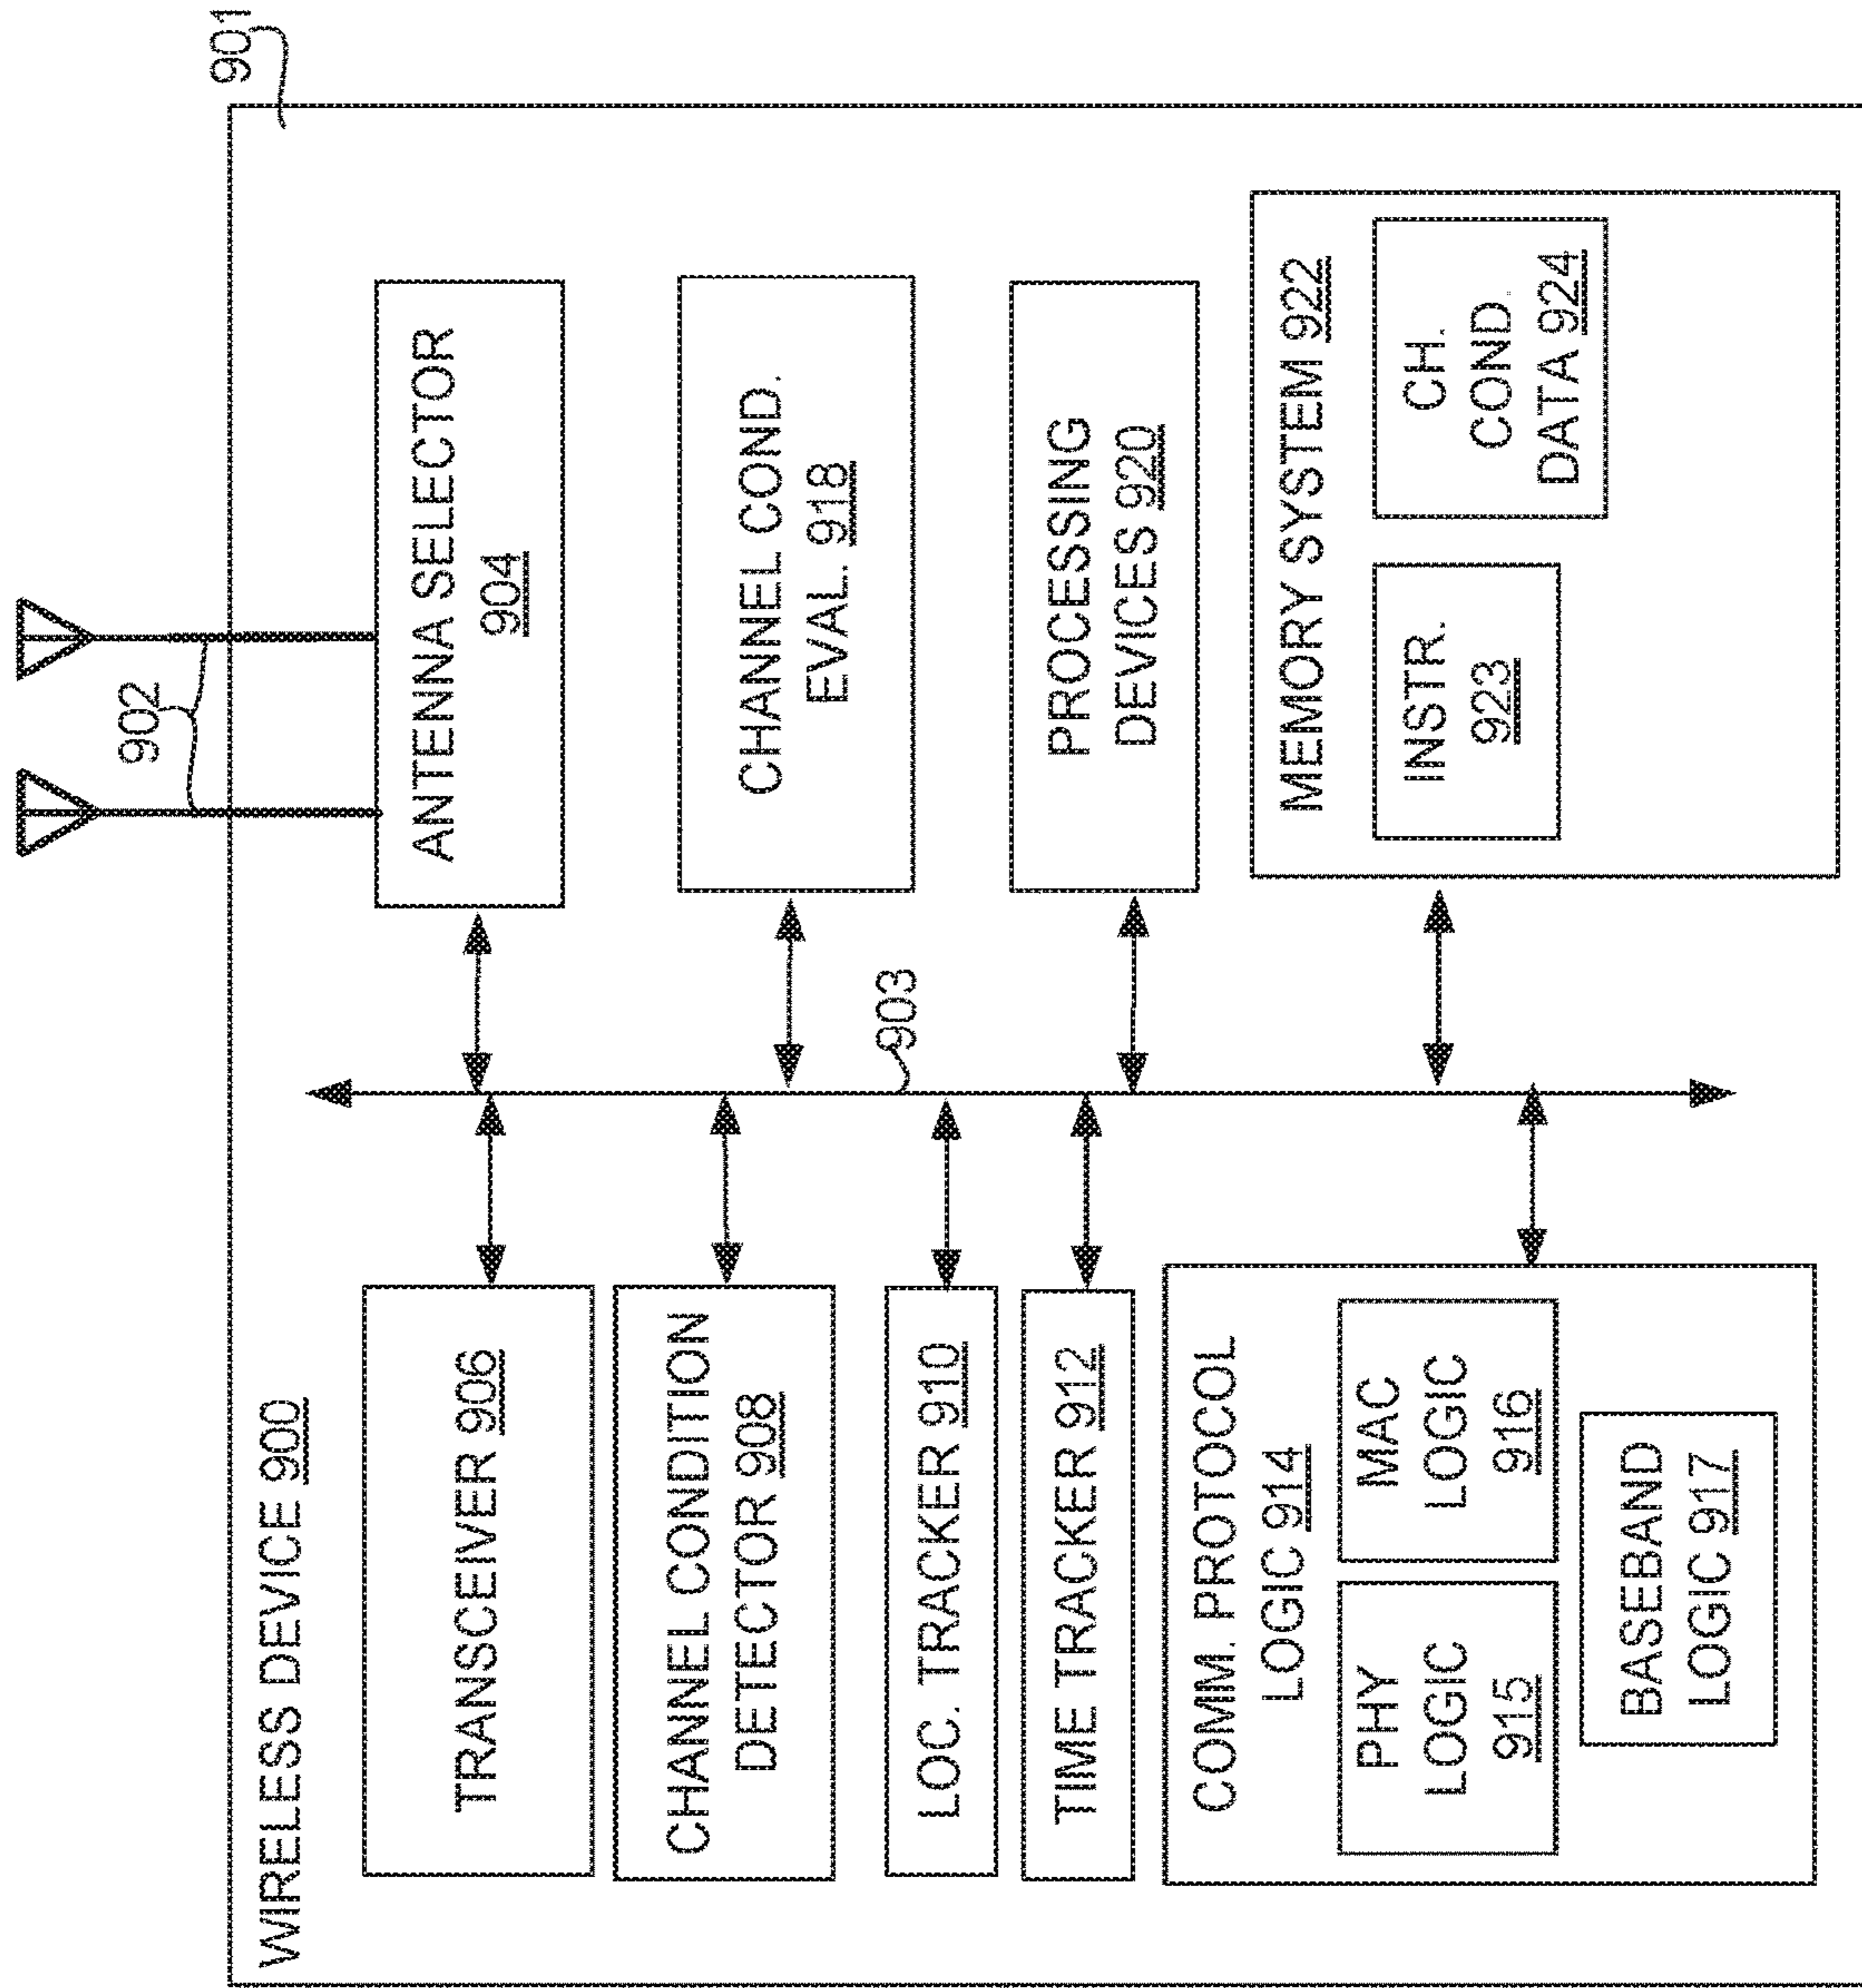 901
902
WIRELESS DEVICE 900
TRANSCEIVER 906
CHANNEL CONDITION
DETECTOR 908
LOC. TRACKER 910
TIME TRACKER 912
COMM. PROTOCOL
LOGIC 914
PHY
LOGIC
915
MAC
LOGIC
916
BASEBAND
LOGIC 917
903
ANTENNA SELECTOR
904
CHANNEL COND.
EVAL. 918
PROCESSING
DEVICES 920
MEMORY SYSTEM 922
INSTR.
923
CH.
COND.
DATA 924